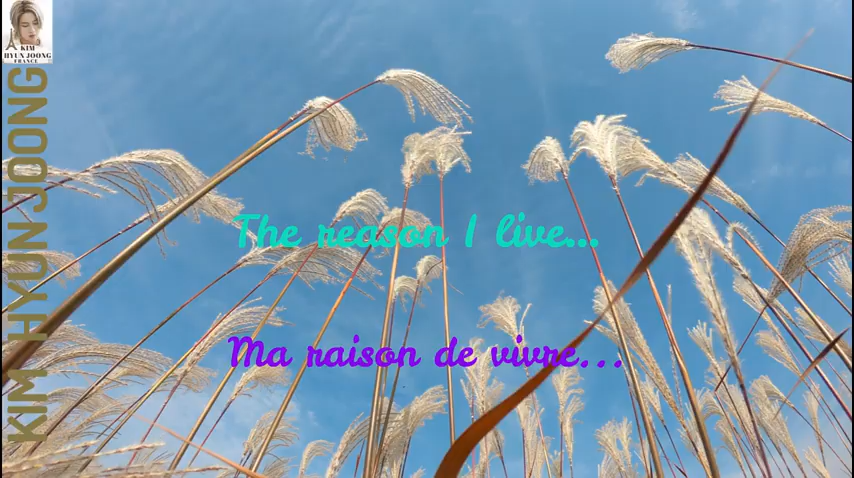 KIM
HYUN JOONG
FRANCE
KIM HYUN JOONG
The reason I live...
Ma raison de vivre...